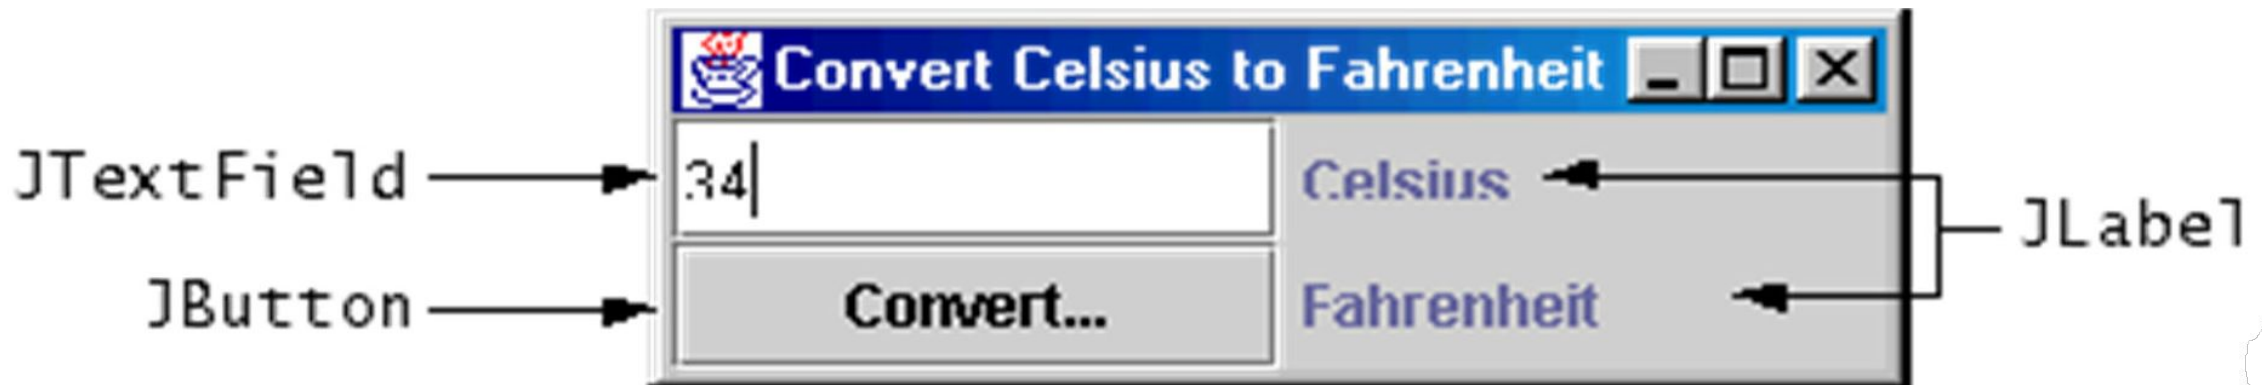 Convert Celsius to Fahrenheit
JTextField
34
Celsius
JLabel
JButton
Convert...
Fahrenheit